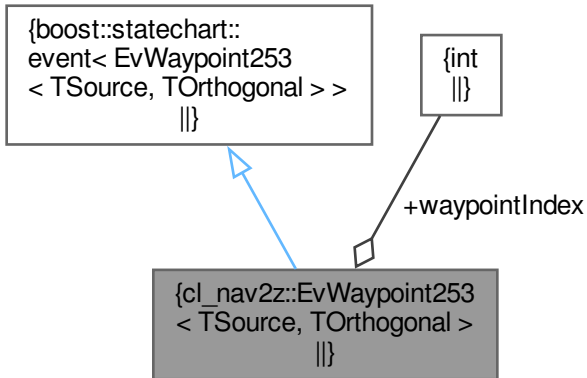 {boost::statechart::
event< EvWaypoint253
< TSource, TOrthogonal > >
||}
{int
||}
+waypointIndex
{cl_nav2z::EvWaypoint253
< TSource, TOrthogonal >
||}